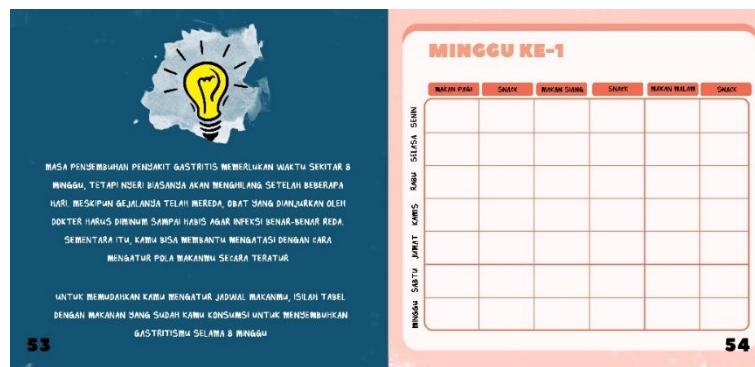 MASA PENYEMBUHAN PENYAKIT GASTRITIS MEMERLUKAN WAKTU SEKITAR 8
MINGGU, TETAPI NYERI BIASANYA AKAN MENGHILANG SETELAH BEBERAPA
HARI. MESKIPUN GEJALANYA TELAH MEREDA, OBAT YANG DIANJURKAN OLEH
DOKTER HARUS DIMINUM SAMPAI HABIS AGAR INFEKSI BENAR-BENAR REDA.
SEMENTARA ITU, KAMU BISA MEMBANTU MENGATASI DENGAN CARA
MENGATUR POLA MAKANMU SECARA TERATUR
UNTUK MEMUDAHKAN KAMU MENGATUR JADWAL MAKANMU, ISILAH TABEL
DENGAN MAKANAN YANG SUDAH KAMU KONSUMSI UNTUK MENYEMBUHKAN
GASTRITISMU SELAMA 8 MINGGU
53
MINGGU KE-1
MAKAN PAGI SNACK MAKAN SIANG SNACK MAKAN MALAM SNACK
SENIN
SELASA
RABU
KAMIS
JUMAT
SABTU
MINGGU
54